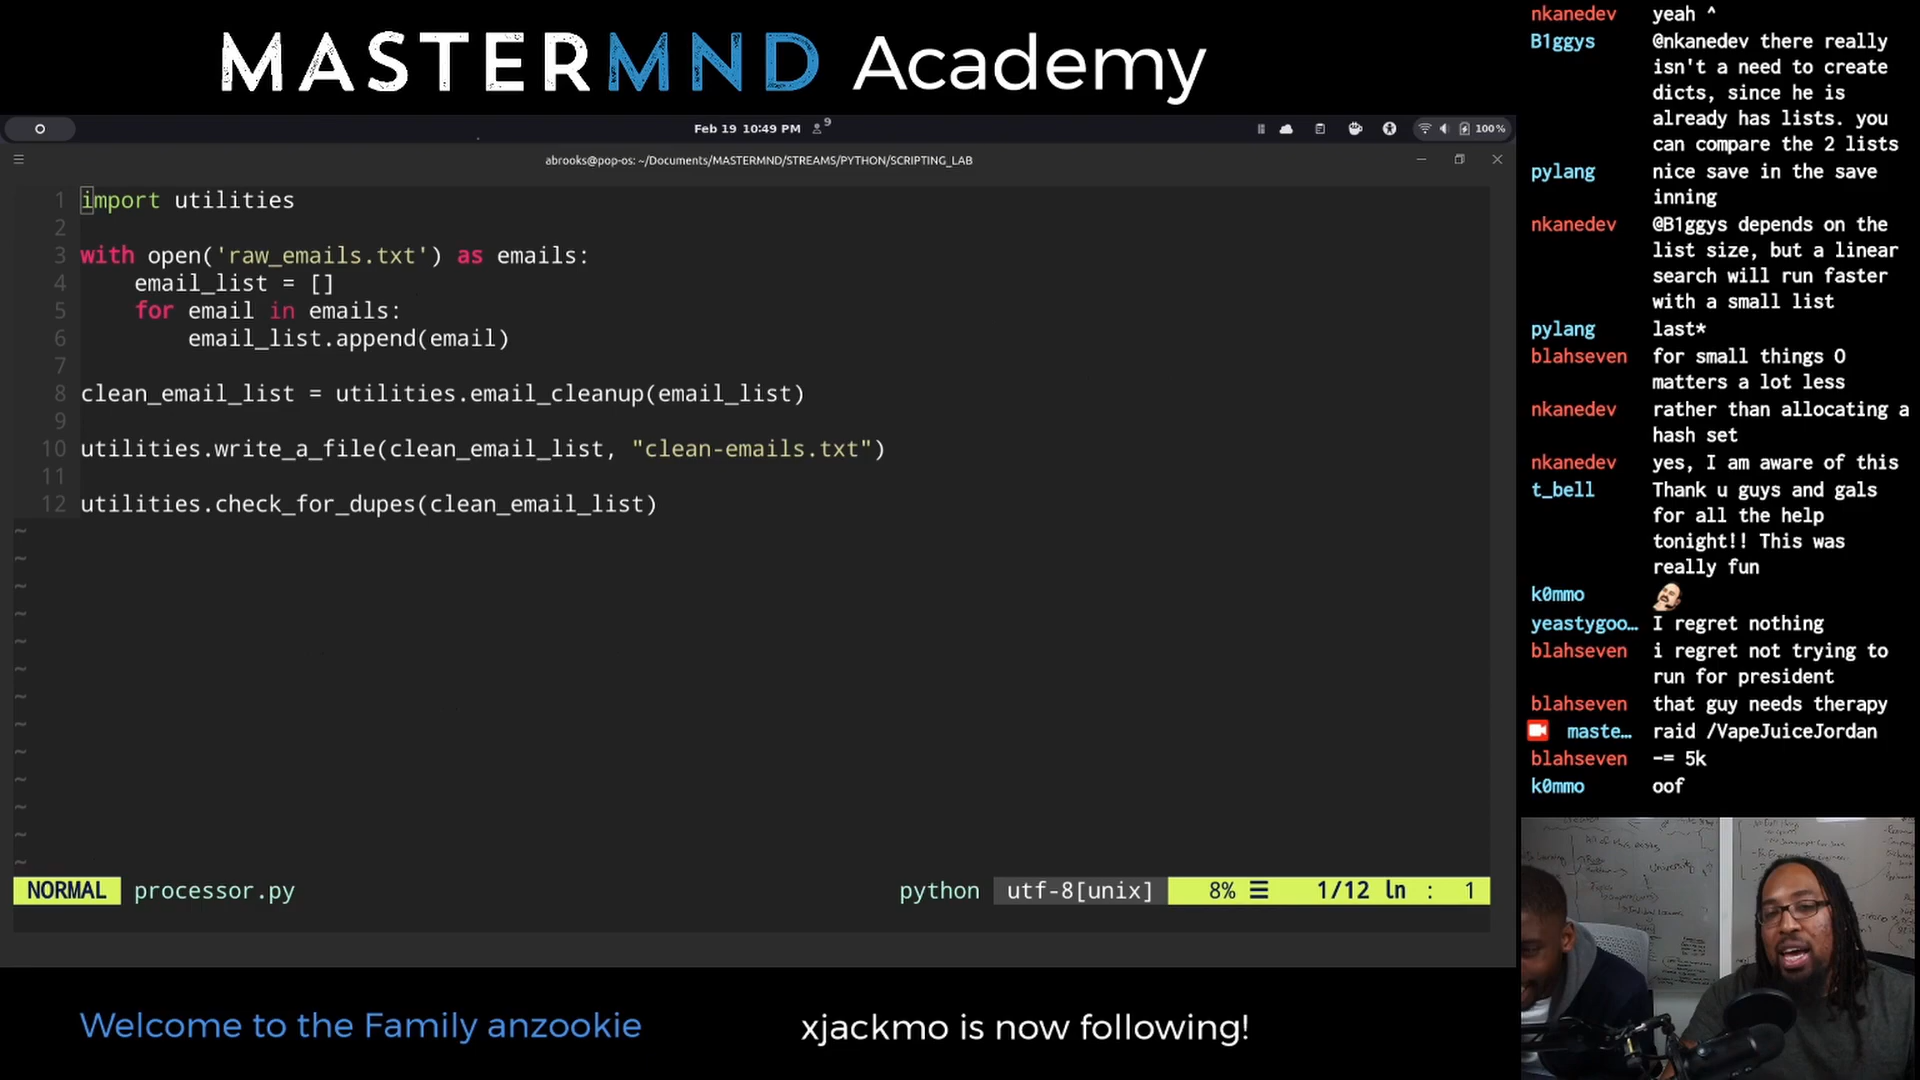 MASTERMND Academy
Feb 19 10:49 PM
9
100%
abrooks@pop-os: ~/Documents/MASTERMND/STREAMS/PYTHON/SCRIPTING_LAB
1 import utilities
2
3 with open('raw_emails.txt') as emails:
4 email_list = []
5 for email in emails:
6 email_list.append(email)
7
8 clean_email_list = utilities.email_cleanup(email_list)
9
10 utilities.write_a_file(clean_email_list, "clean-emails.txt")
11
12 utilities.check_for_dupes(clean_email_list)
~
~
~
~
~
~
~
~
~
~
~
~
~
NORMAL processor.py python utf-8[unix] 8% ☰ 1/12 ln : 1
nkanedev yeah ^
B1ggys @nkanedev there really
isn't a need to create
dicts, since he is
already has lists. you
can compare the 2 lists
pylang nice save in the save
inning
nkanedev @B1ggys depends on the
list size, but a linear
search will run faster
with a small list
pylang last*
blahseven for small things O
matters a lot less
nkanedev rather than allocating a
hash set
nkanedev yes, I am aware of this
t_bell Thank u guys and gals
for all the help
tonight!! This was
really fun
k0mmo
yeastygoo… I regret nothing
blahseven i regret not trying to
run for president
blahseven that guy needs therapy
maste… raid /VapeJuiceJordan
blahseven -= 5k
k0mmo oof
Welcome to the Family anzookie
xjackmo is now following!